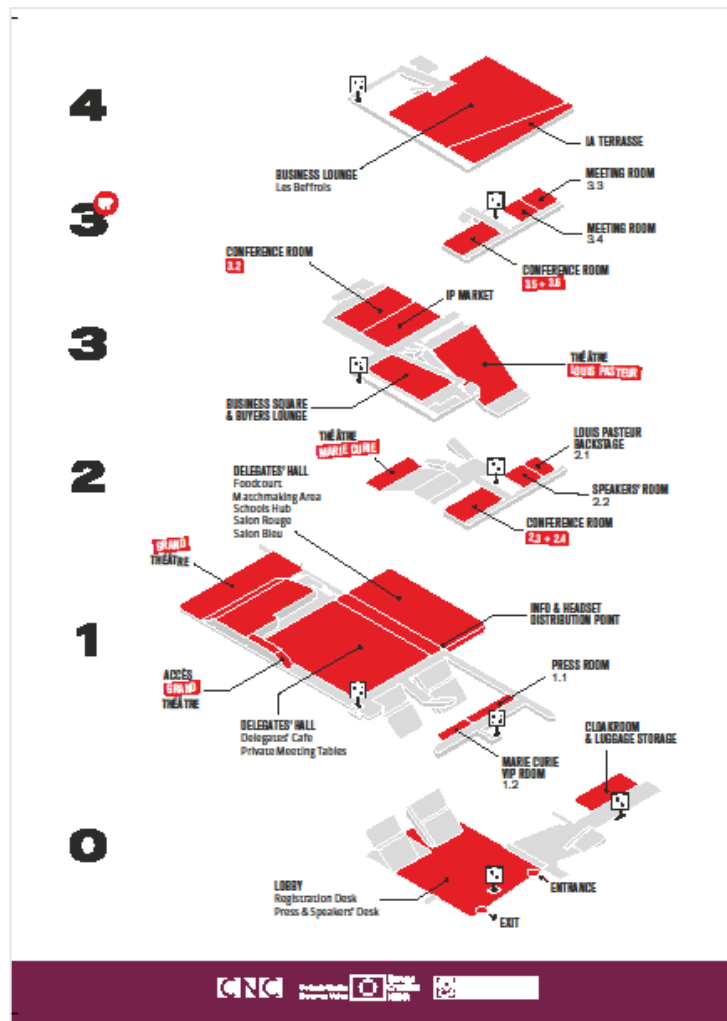 4
LA TERRASSE
BUSINESS LOUNGE
Les Beffrois
MEETING ROOM
3.3
3
MEETING ROOM
3.4
CONFERENCE ROOM
3.5 + 3.6
CONFERENCE ROOM
3.2
IP MARKET
3
THÉÂTRE
LOUIS PASTEUR
BUSINESS SQUARE
& BUYERS LOUNGE
THÉÂTRE
MARIE CURIE
LOUIS PASTEUR
BACKSTAGE
2.1
2
SPEAKERS' ROOM
2.2
CONFERENCE ROOM
2.3 + 2.4
DELEGATES' HALL
Foodcourt
Matchmaking Area
Schools Hub
Salon Rouge
Salon Bleu
GRAND
THÉÂTRE
INFO & HEADSET
DISTRIBUTION POINT
1
PRESS ROOM
1.1
ACCÈS
GRAND
THÉÂTRE
DELEGATES' HALL
Delegates' Cafe
Private Meeting Tables
MARIE CURIE
VIP ROOM
1.2
CLOAKROOM
& LUGGAGE STORAGE
0
LOBBY
Registration Desk
Press & Speakers' Desk
ENTRANCE
EXIT
CNC